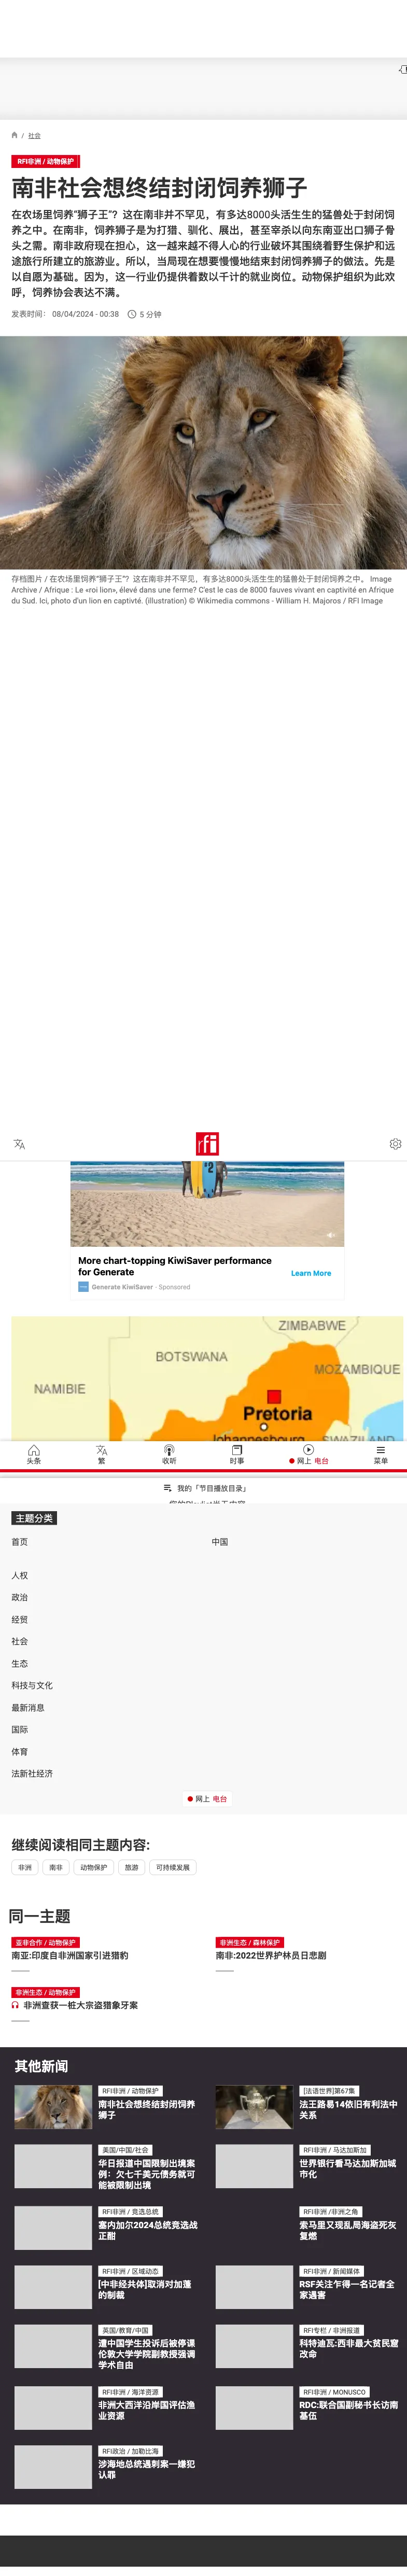 / 社会
RFI非洲 / 动物保护
南非社会想终结封闭饲养狮子
在农场里饲养“狮子王”？这在南非并不罕见，有多达8000头活生生的猛兽处于封闭饲
养之中。在南非，饲养狮子是为打猎、驯化、展出，甚至宰杀以向东南亚出口狮子骨
头之需。南非政府现在担心，这一越来越不得人心的行业破坏其围绕着野生保护和远
途旅行所建立的旅游业。所以，当局现在想要慢慢地结束封闭饲养狮子的做法。先是
以自愿为基础。因为，这一行业仍提供着数以千计的就业岗位。动物保护组织为此欢
呼，饲养协会表达不满。
发表时间： 08/04/2024 - 00:38 5 分钟
存档图片 / 在农场里饲养“狮子王”？这在南非并不罕见，有多达8000头活生生的猛兽处于封闭饲养之中。 Image
Archive / Afrique : Le «roi lion», élevé dans une ferme? C'est le cas de 8000 fauves vivant en captivité en Afrique
du Sud. Ici, photo d'un lion en captivté. (illustration) © Wikimedia commons - William H. Majoros / RFI Image
rfi
More chart-topping KiwiSaver performance
for Generate
Learn More
Generate KiwiSaver · Sponsored
ZIMBABWE
BOTSWANA
MOZAMBIQUE
NAMIBIE
Pretoria
Johannesbourg
SWAZILAND
头条 繁 收听 时事 网上 电台 菜单
我的「节目播放目录」
主题分类
首页 中国
人权
政治
经贸
社会
生态
科技与文化
最新消息
国际
体育
法新社经济
网上 电台
继续阅读相同主题内容:
非洲 南非 动物保护 旅游 可持续发展
同一主题
亚非合作 / 动物保护
南亚:印度自非洲国家引进猎豹
非洲生态 / 森林保护
南非:2022世界护林员日悲剧
非洲生态 / 动物保护
非洲查获一桩大宗盗猎象牙案
其他新闻
RFI非洲 / 动物保护
南非社会想终结封闭饲养
狮子
[法语世界]第67集
法王路易14依旧有利法中
关系
美国/中国/社会
华日报道中国限制出境案
例：欠七千美元债务就可
能被限制出境
RFI非洲 / 马达加斯加
世界银行看马达加斯加城
市化
RFI非洲 / 竞选总统
塞内加尔2024总统竞选战
正酣
RFI非洲 /非洲之角
索马里又现乱局海盗死灰
复燃
RFI非洲 / 区域动态
[中非经共体]取消对加蓬
的制裁
RFI非洲 / 新闻媒体
RSF关注乍得一名记者全
家遇害
英国/教育/中国
遭中国学生投诉后被停课
伦敦大学学院副教授强调
学术自由
RFI专栏 / 非洲报道
科特迪瓦:西非最大贫民窟
改命
RFI非洲 / 海洋资源
非洲大西洋沿岸国评估渔
业资源
RFI非洲 / MONUSCO
RDC:联合国副秘书长访南
基伍
RFI政治 / 加勒比海
涉海地总统遇刺案一嫌犯
认罪